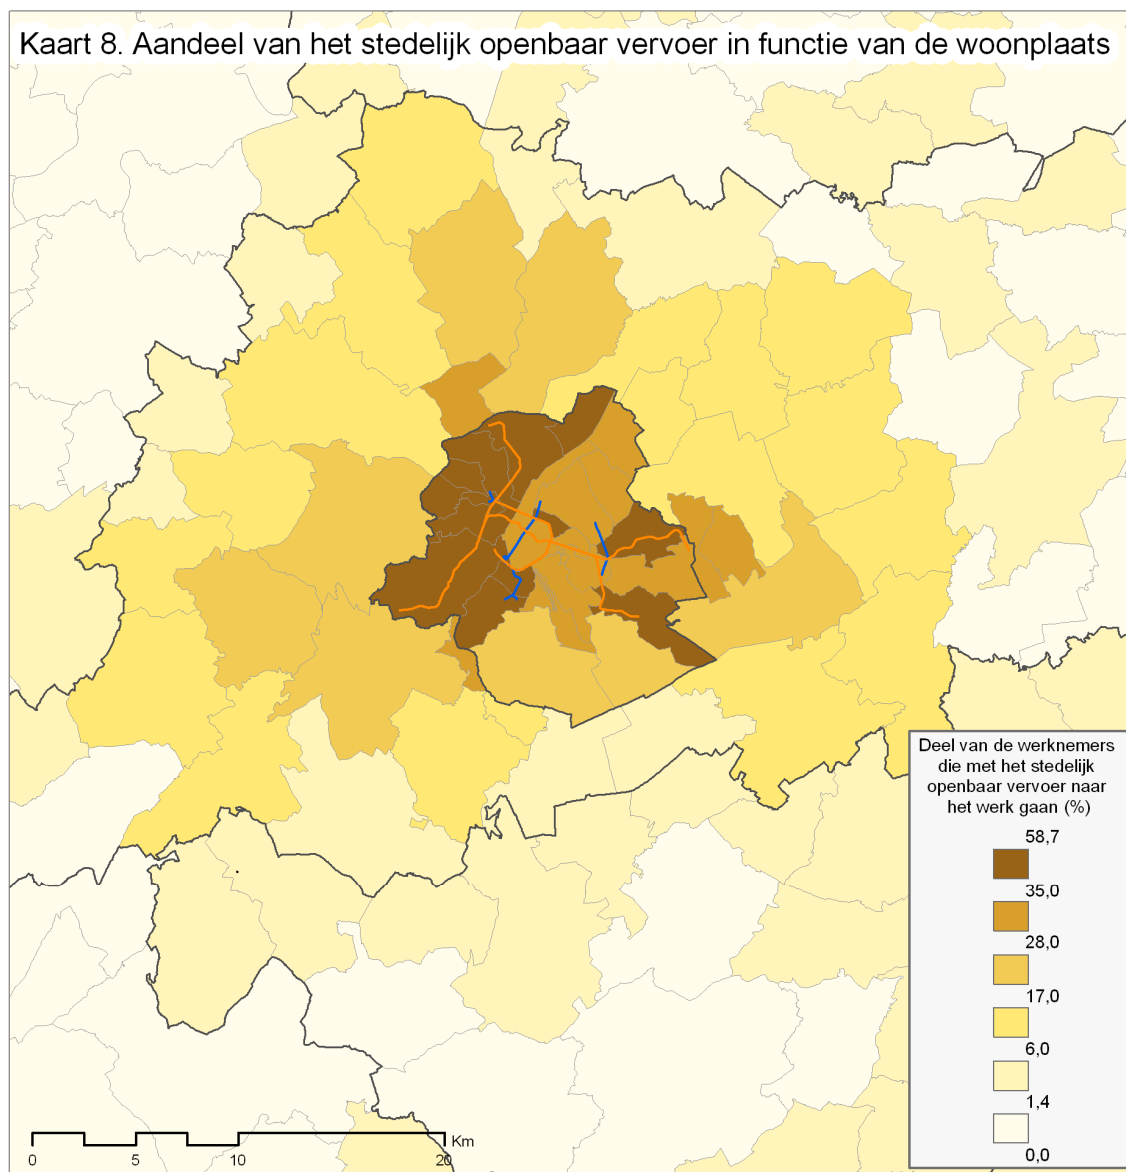 Kaart 8. Aandeel van het stedelijk openbaar vervoer in functie van de woonplaats
Deel van de werknemers
die met het stedelijk
openbaar vervoer naar
het werk gaan (%)
58,7
35,0
28,0
17,0
6,0
1,4
0,0
Km
0
5
10
20